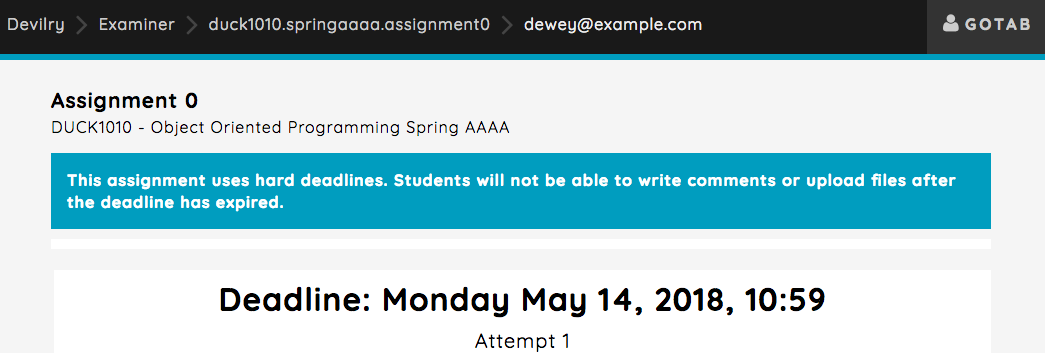 Devilry Examiner duck1010.springaaaa.assignment0 dewey@example.com GOTAB
Assignment 0
DUCK1010 - Object Oriented Programming Spring AAAA
This assignment uses hard deadlines. Students will not be able to write comments or upload files after
the deadline has expired.
Deadline: Monday May 14, 2018, 10:59
Attempt 1